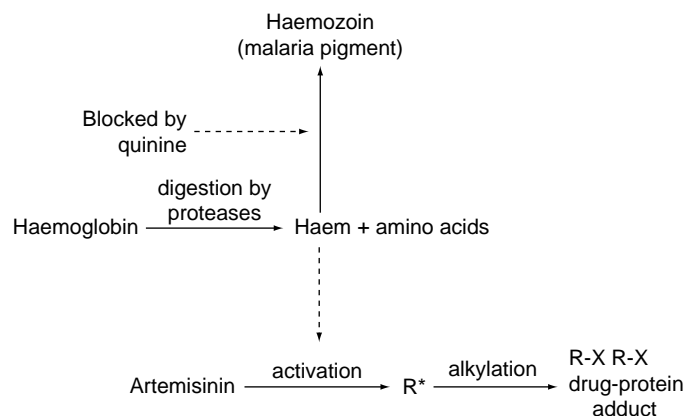 Haemozoin
(malaria pigment)
Blocked by
quinine
digestion by
proteases
Haemoglobin
Haem + amino acids
Artemisinin
activation
R*
alkylation
R-X R-X
drug-protein
adduct